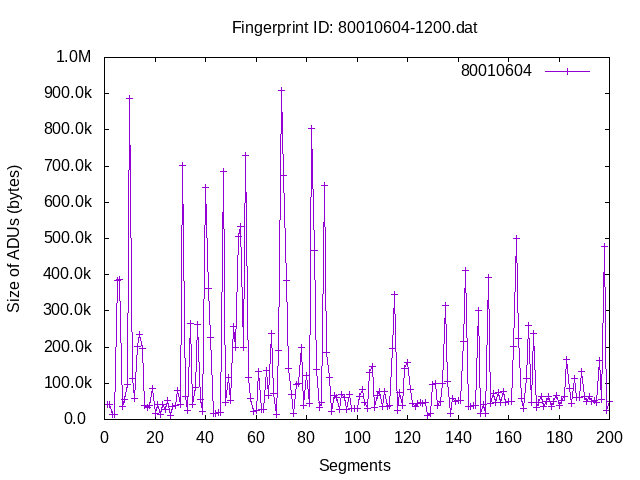 Fingerprint ID: 80010604-1200.dat
80010604
1.0M
900.0k
800.0k
700.0k
600.0k
500.0k
400.0k
300.0k
200.0k
100.0k
0.0
Size of ADUs (bytes)
0 20 40 60 80 100 120 140 160 180 200
Segments